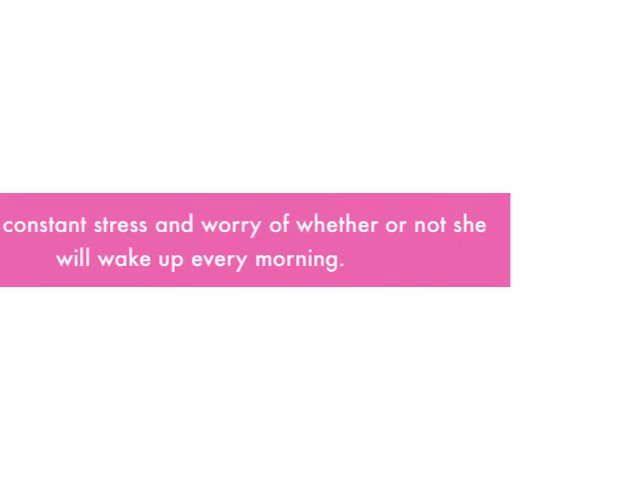 constant stress and worry of whether or not she
will wake up every morning.